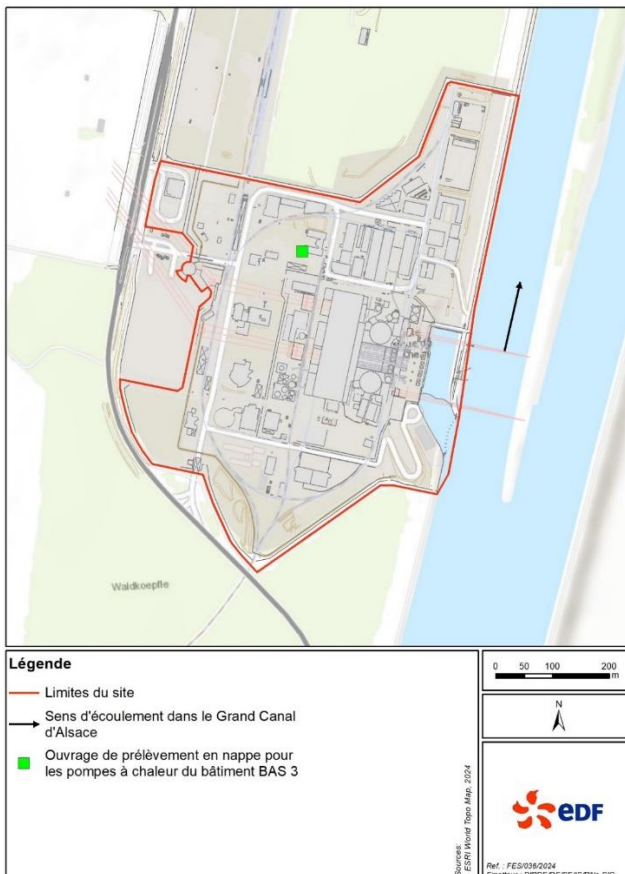 Waldkoepfle
Légende
Limites du site
Sens d'écoulement dans le Grand Canal
d'Alsace
Ouvrage de prélèvement en nappe pour
les pompes à chaleur du bâtiment BAS 3
0 50 100 200
m
N
Sources:
ESRI World Topo Map, 2024
eDF
Ref. : FES/036/2024